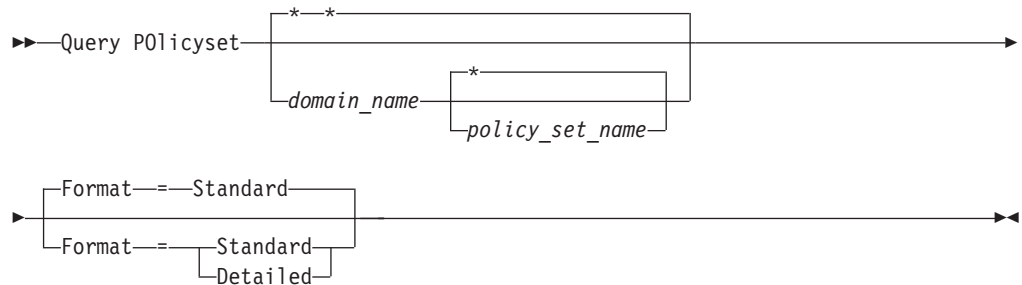 * *
Query POlicyset
*
domain_name
policy_set_name
Format = Standard
Format = Standard
Detailed